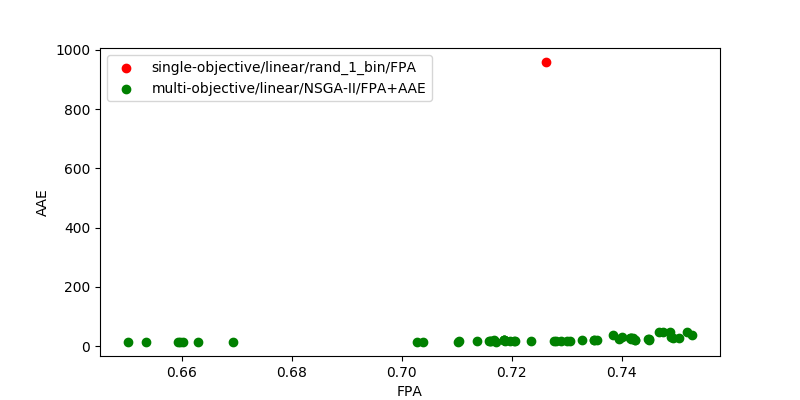 1000
single-objective/linear/rand_1_bin/FPA
multi-objective/linear/NSGA-II/FPA+AAE
800
600
AAE
400
200
0
0.66 0.68 0.70 0.72 0.74
FPA